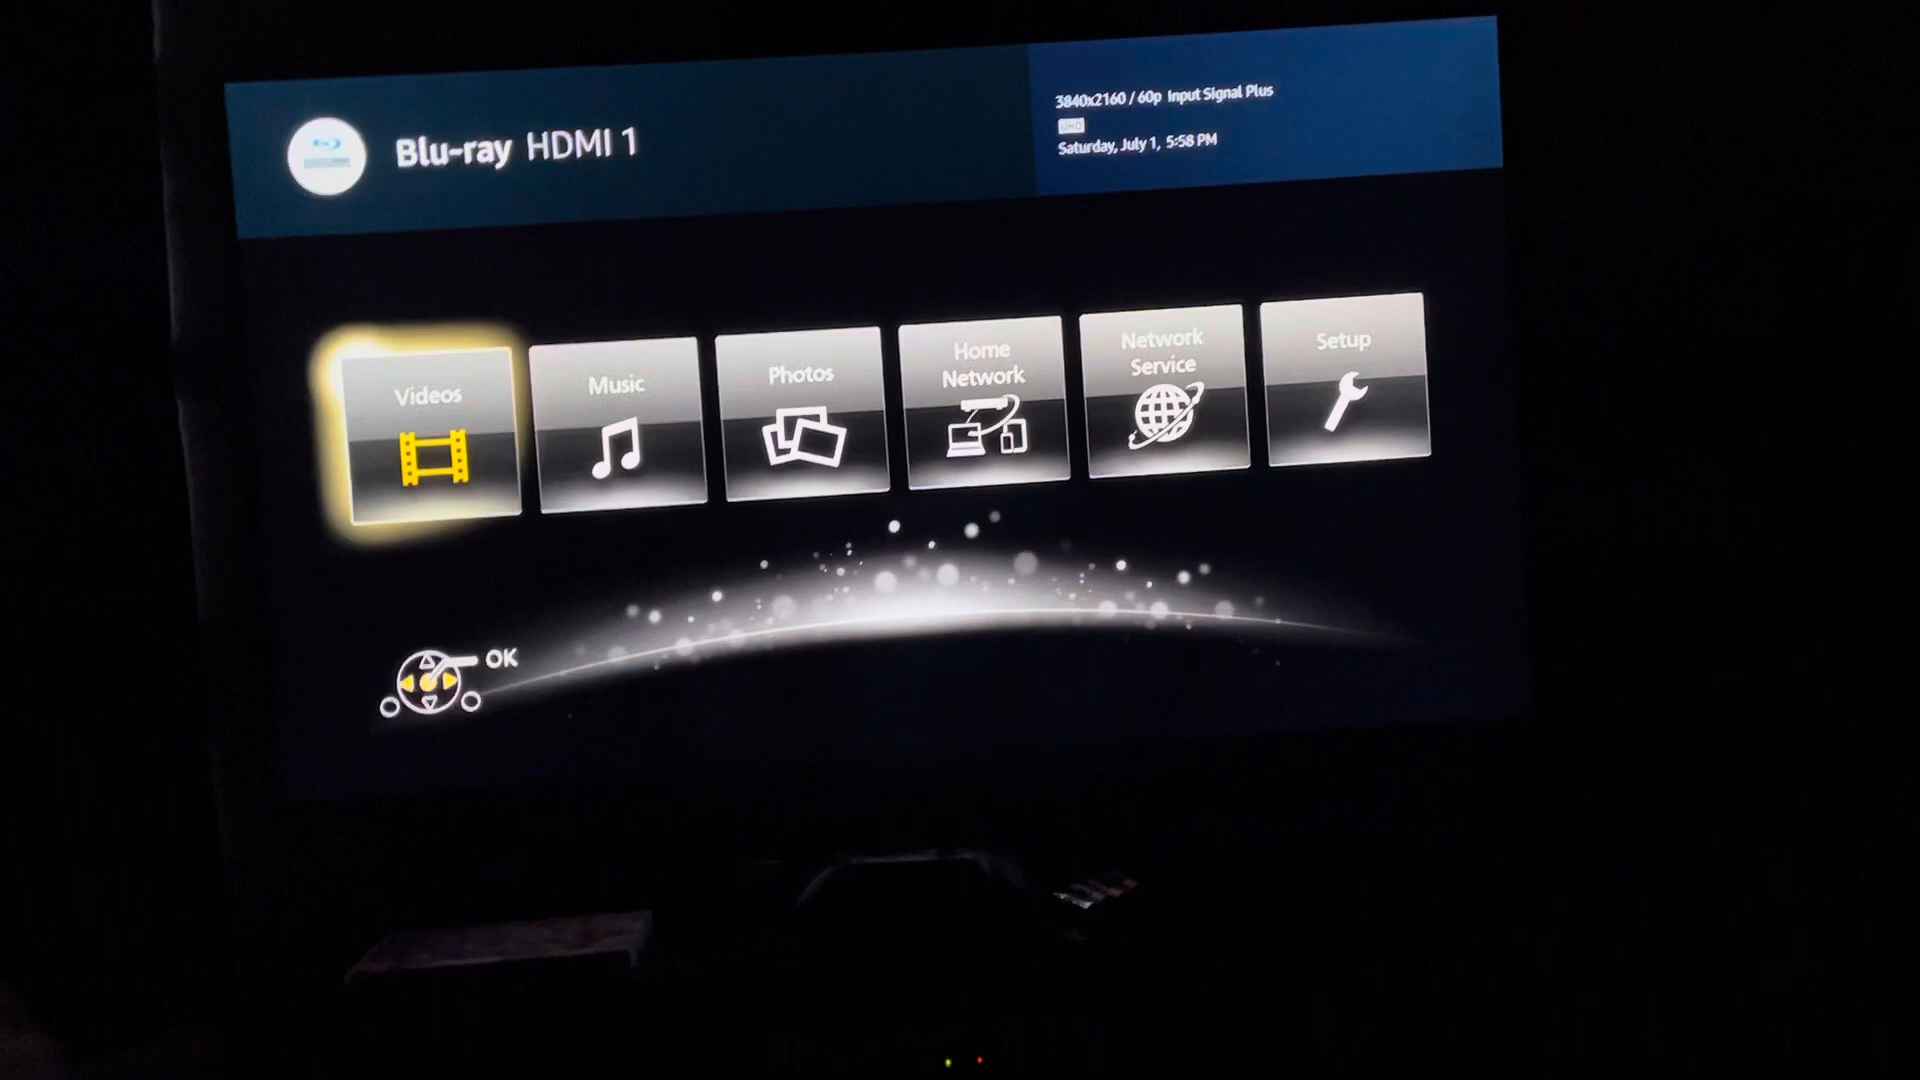 Blu-ray HDMI 1
3840x2160 / 60p Input Signal Plus
UHD
Saturday, July 1, 5:58 PM
Videos
Music
Photos
Home
Network
Network
Service
Setup
OK